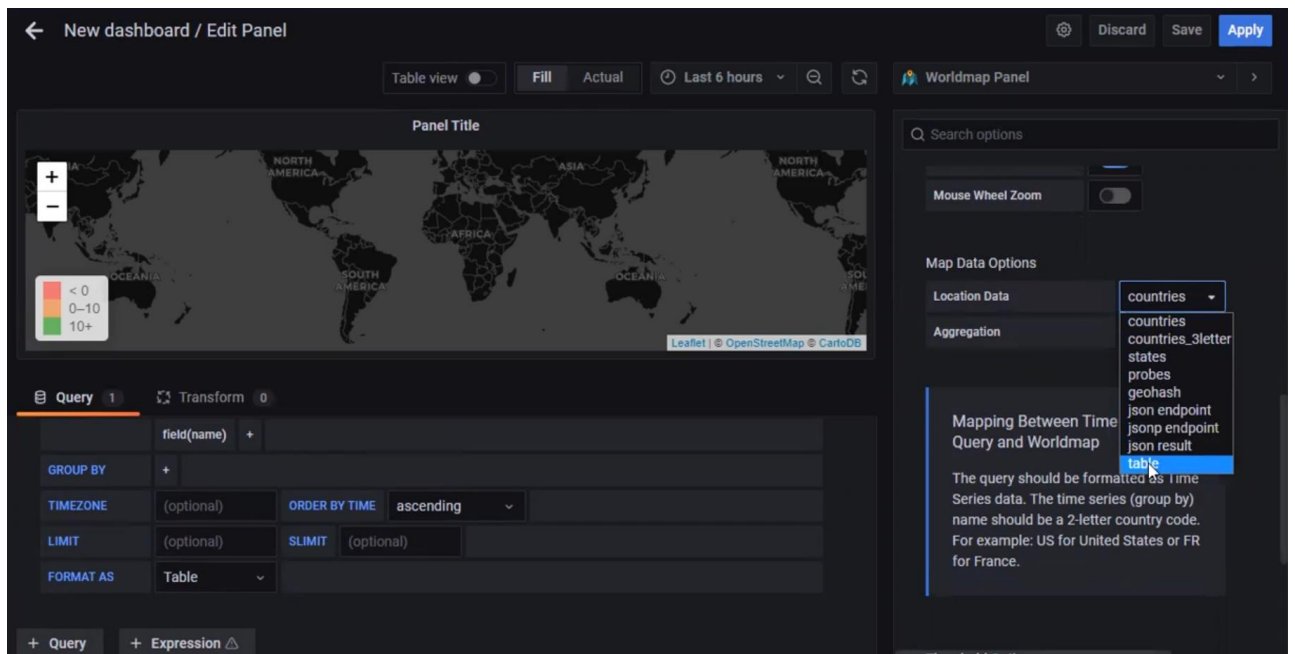 New dashboard / Edit Panel
Discard Save Apply
Table view Fill Actual Last 6 hours
Worldmap Panel
Panel Title
Search options
+
−
NORTH AMERICA
ASIA
NORTH AMERICA
AFRICA
OCEANIA
SOUTH AMERICA
OCEANIA
< 0
0–10
10+
Leaflet | © OpenStreetMap © CartoDB
Mouse Wheel Zoom
Map Data Options
Location Data countries
Aggregation
countries
countries_3letter
states
probes
geohash
json endpoint
jsonp endpoint
json result
table
Mapping Between Time
Query and Worldmap
The query should be formatted as Time
Series data. The time series (group by)
name should be a 2-letter country code.
For example: US for United States or FR
for France.
Query 1 Transform 0
field(name) +
GROUP BY +
TIMEZONE (optional) ORDER BY TIME ascending
LIMIT (optional) SLIMIT (optional)
FORMAT AS Table
+ Query + Expression